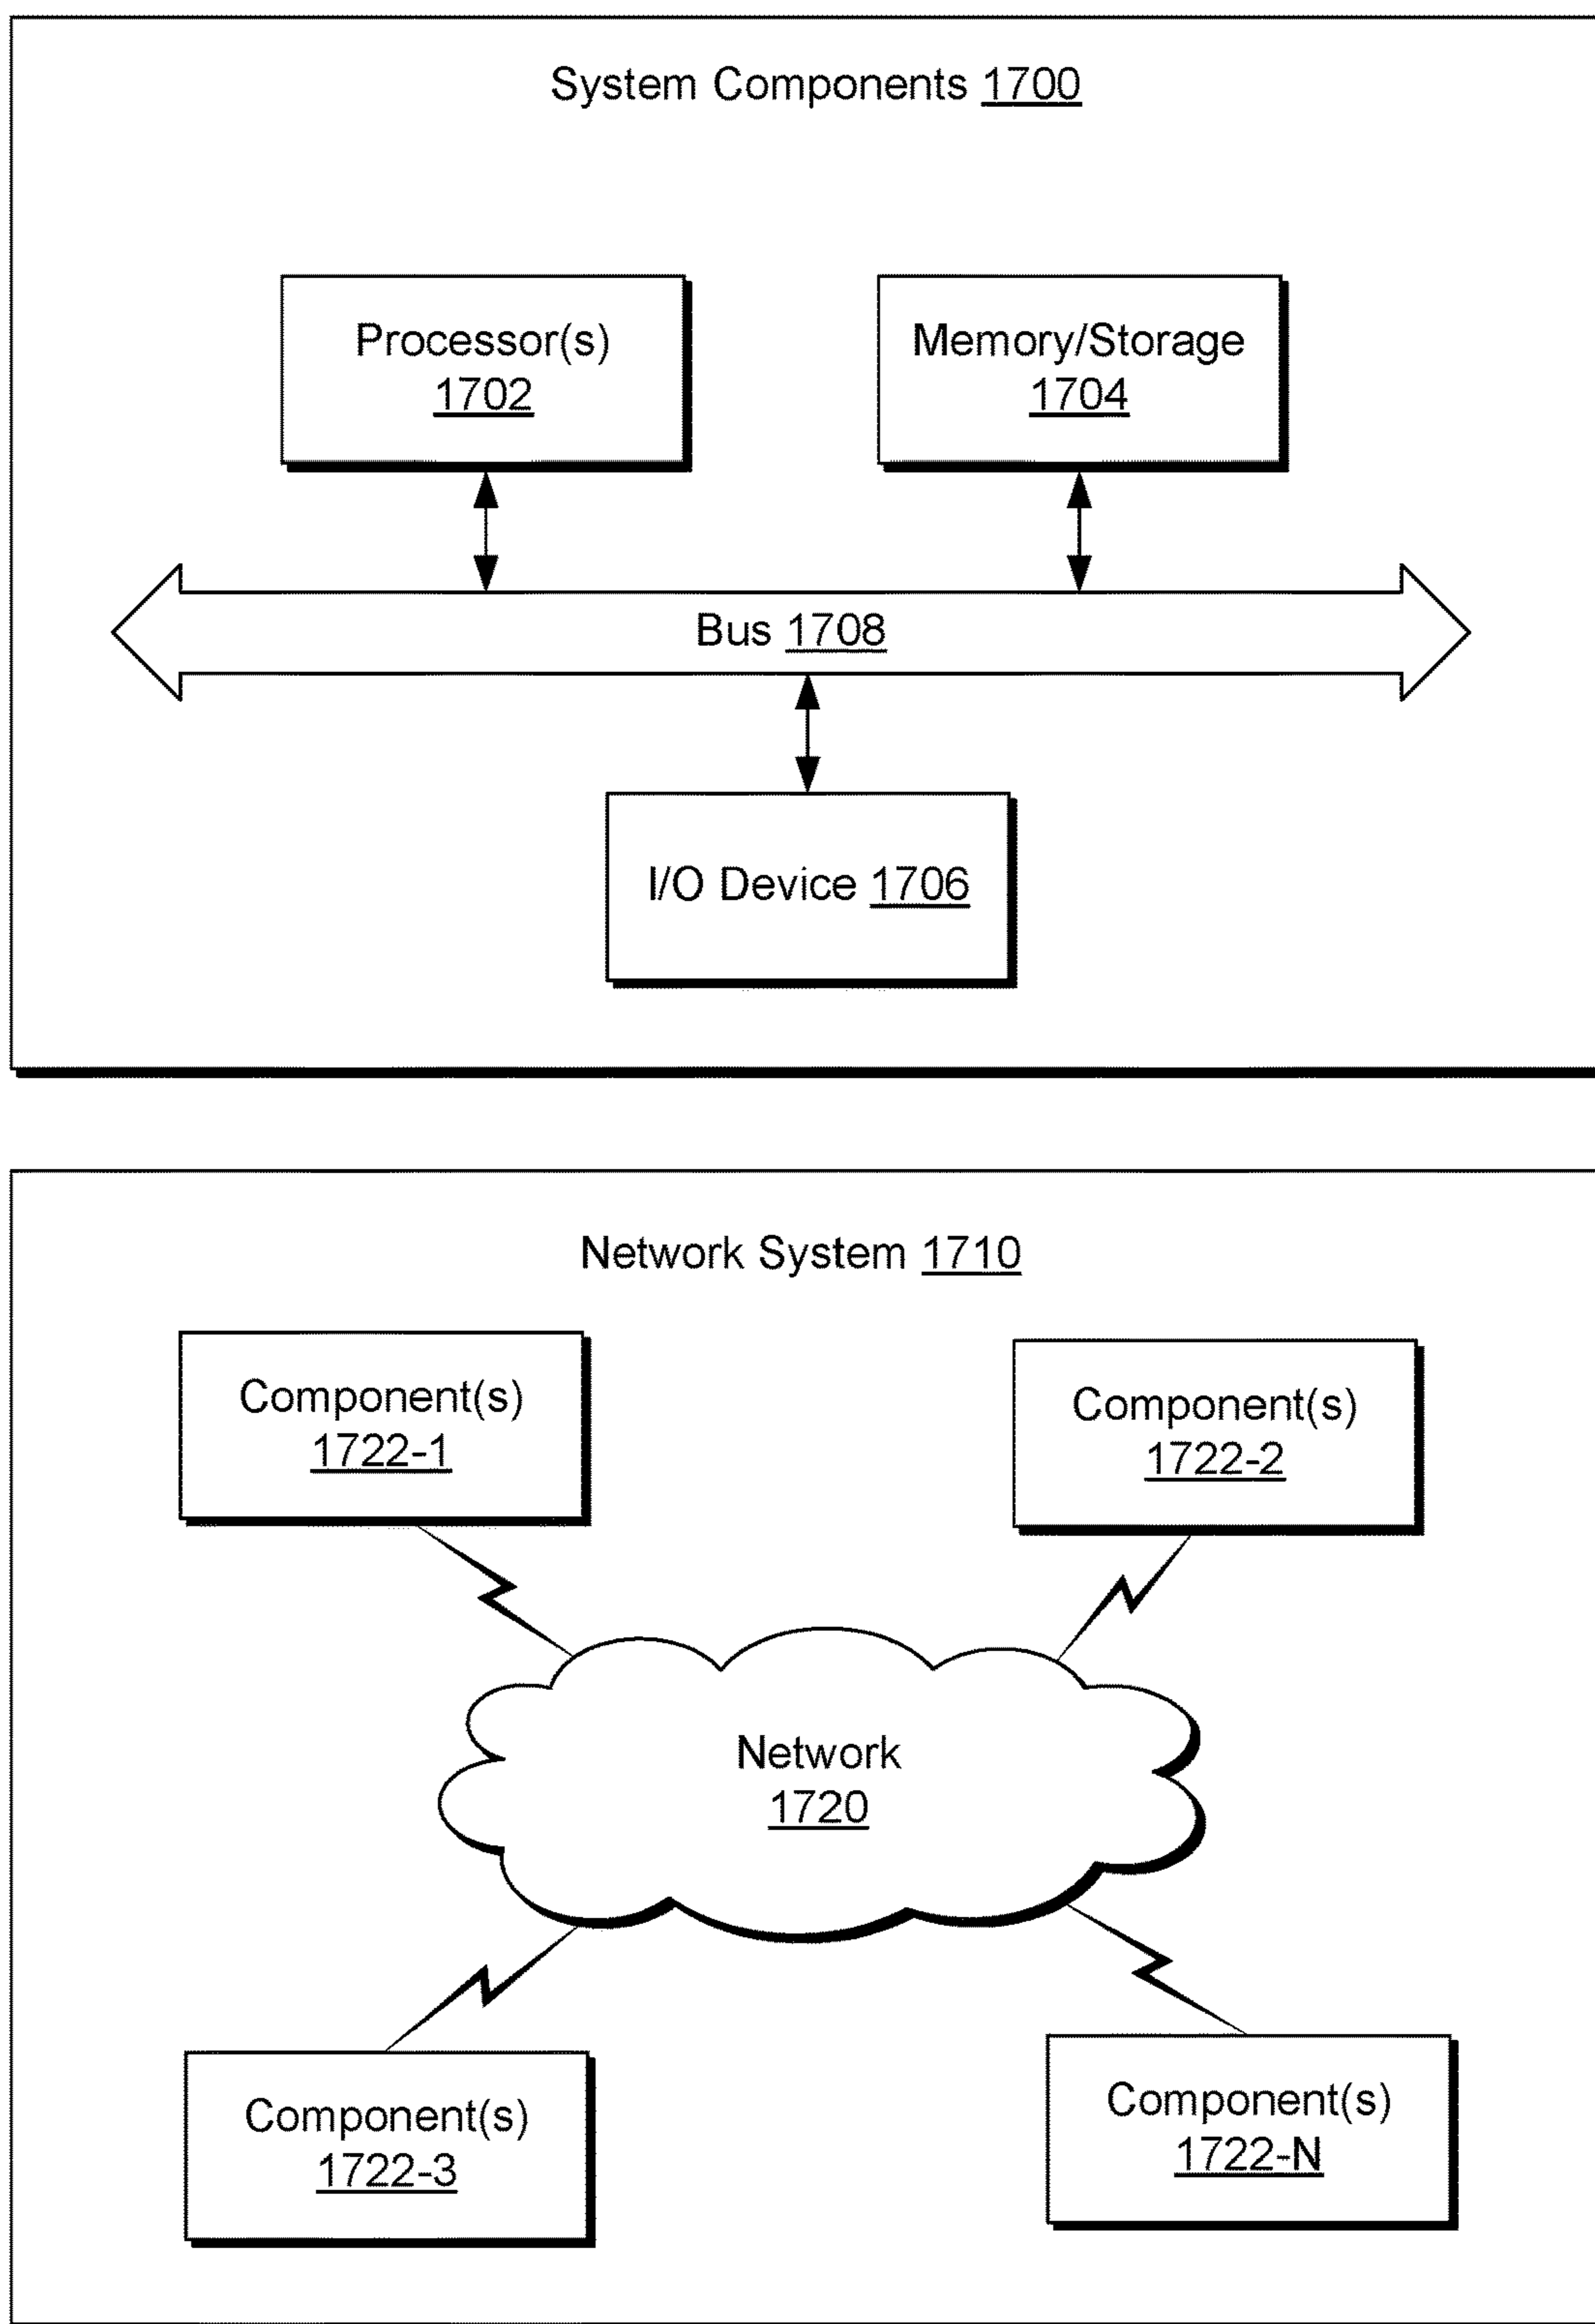 System Components 1700
Processor(s)
1702
Memory/Storage
1704
Bus 1708
I/O Device 1706
Network System 1710
Component(s)
1722-1
Component(s)
1722-2
Network
1720
Component(s)
1722-3
Component(s)
1722-N